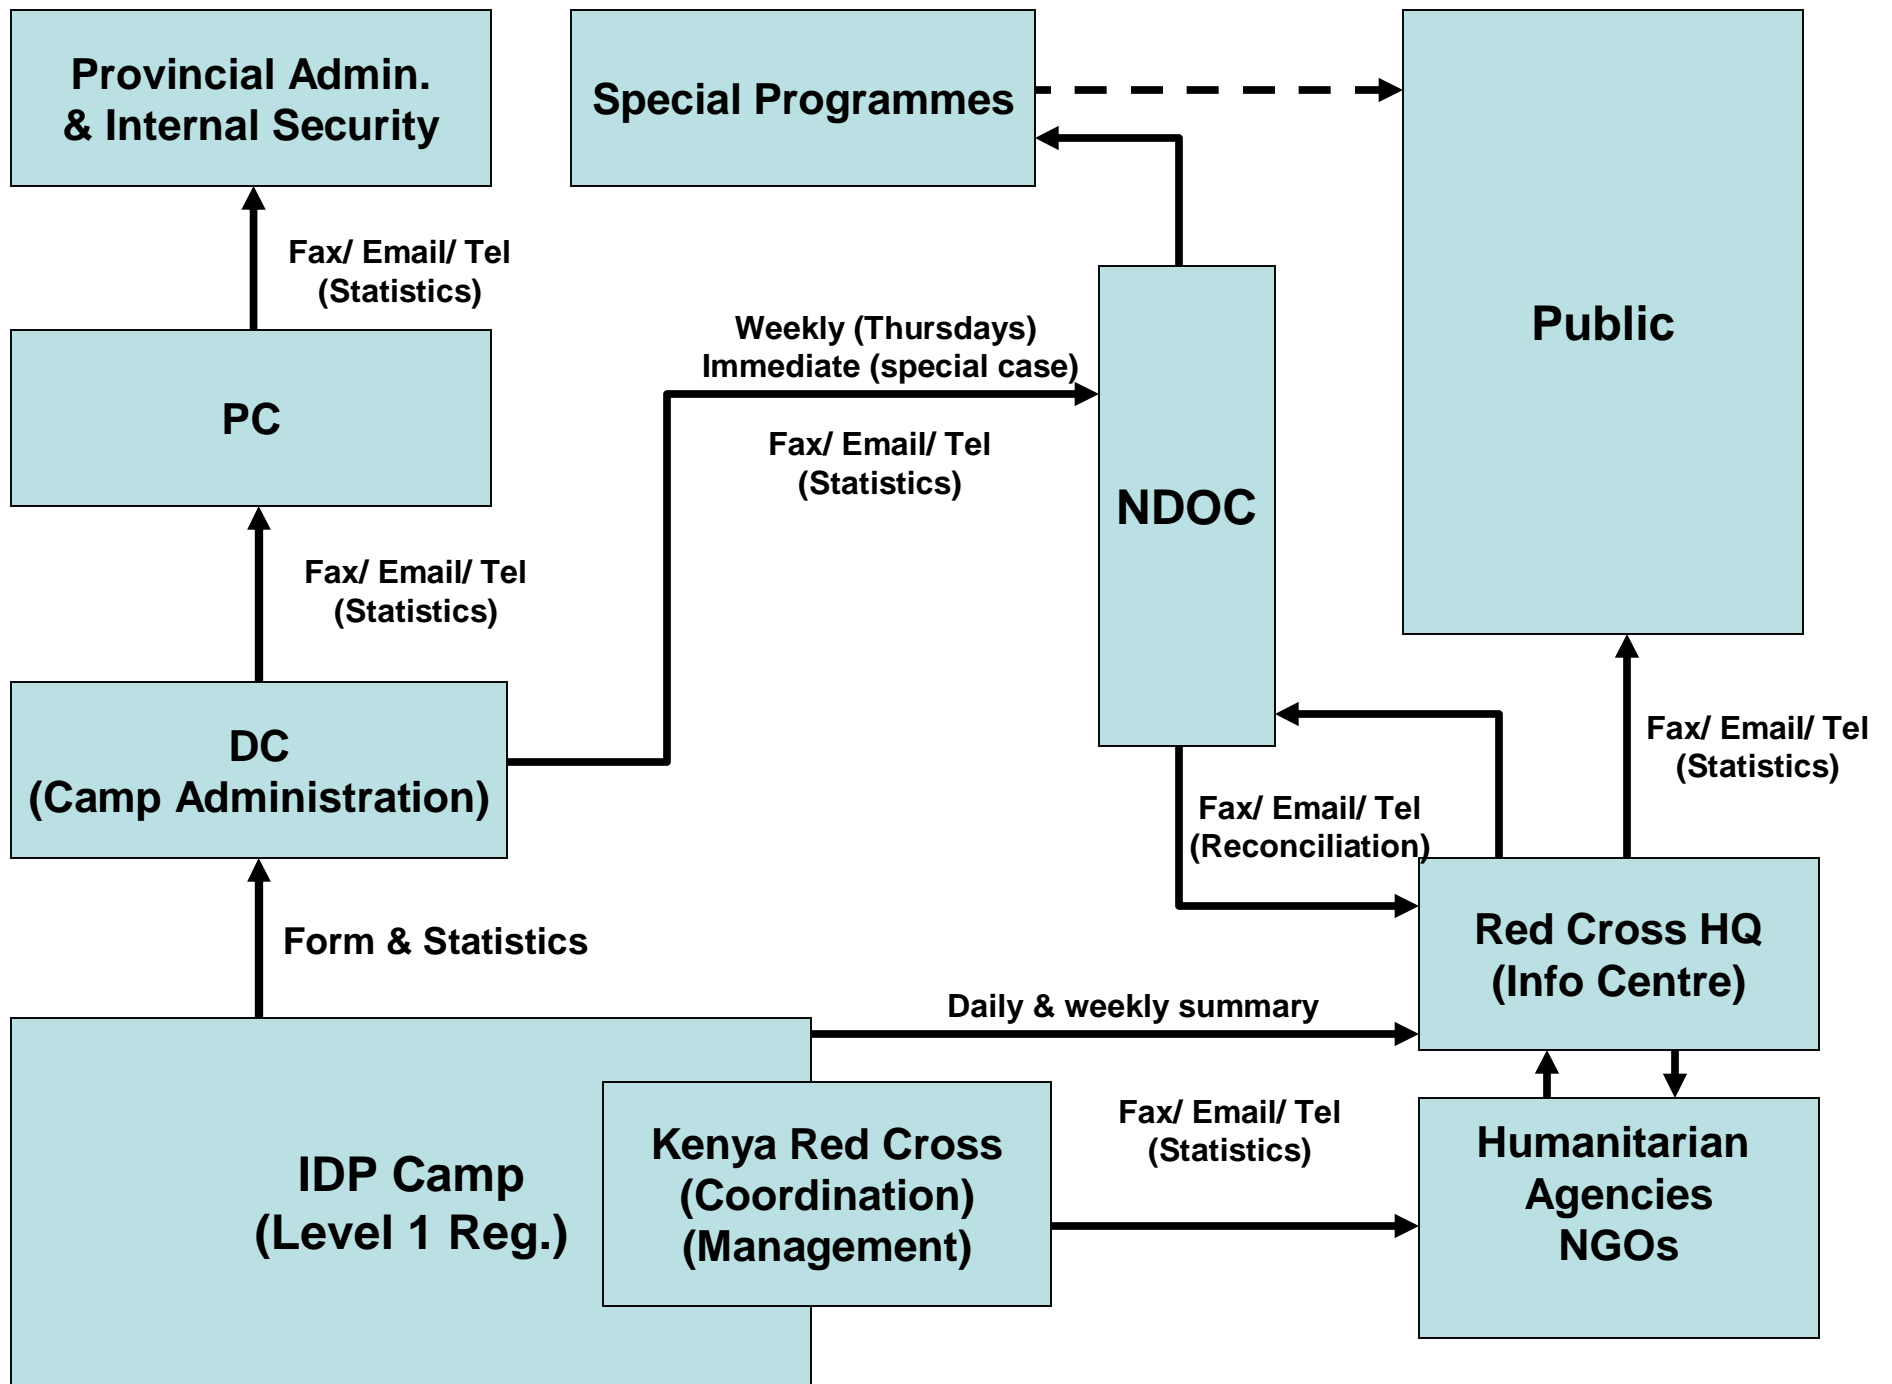 Provincial Admin.
& Internal Security
Special Programmes
Public
Fax/ Email/ Tel
(Statistics)
PC
Weekly (Thursdays)
Immediate (special case)
Fax/ Email/ Tel
(Statistics)
NDOC
Fax/ Email/ Tel
(Statistics)
DC
(Camp Administration)
Fax/ Email/ Tel
(Statistics)
Fax/ Email/ Tel
(Reconciliation)
Form & Statistics
Red Cross HQ
(Info Centre)
Daily & weekly summary
IDP Camp
(Level 1 Reg.)
Kenya Red Cross
(Coordination)
(Management)
Fax/ Email/ Tel
(Statistics)
Humanitarian
Agencies
NGOs